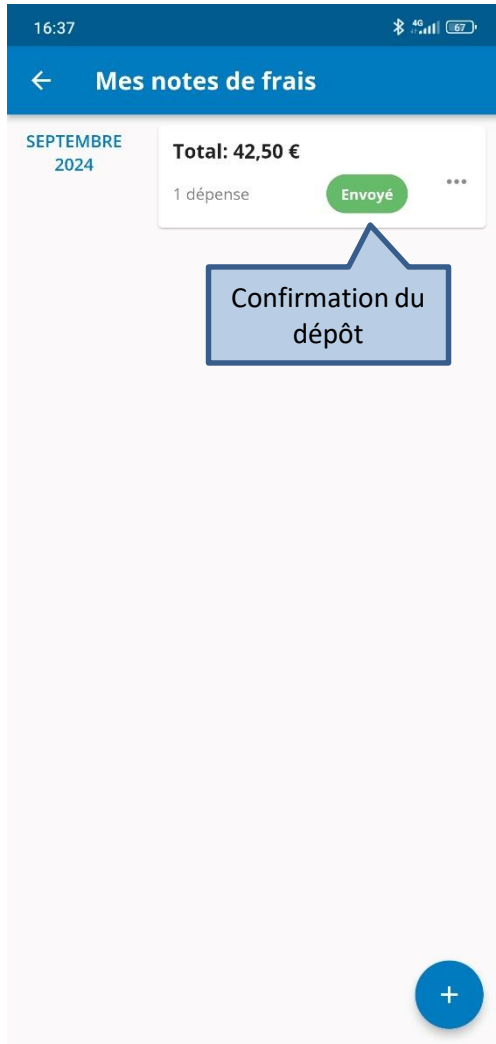 16:37
4G
67
Mes notes de frais
SEPTEMBRE
2024
Total: 42,50 €
1 dépense
Envoyé
Confirmation du
dépôt
+